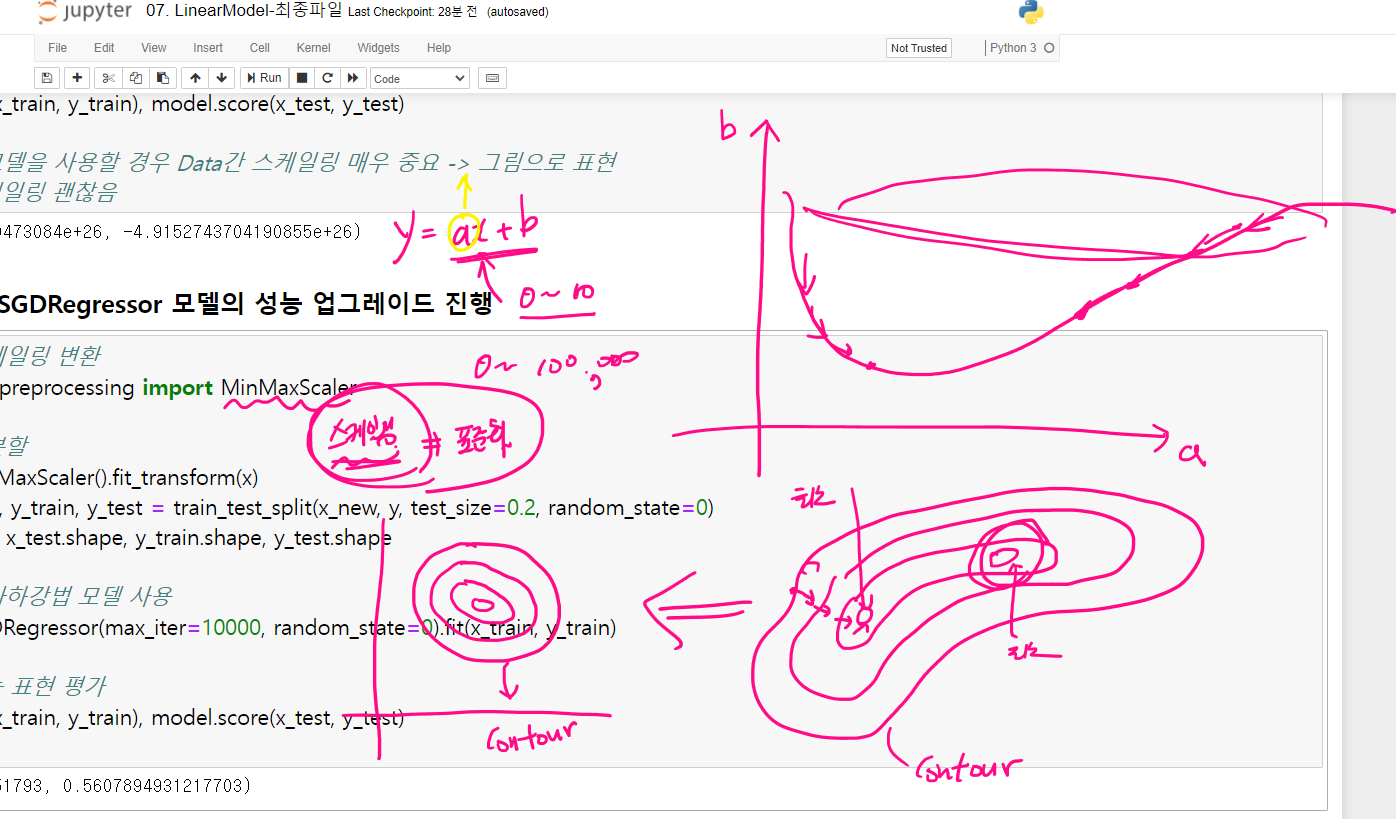 jupyter 07. LinearModel-최종파일 Last Checkpoint: 28분 전 (autosaved)
File Edit View Insert Cell Kernel Widgets Help
Not Trusted
Python 3
Run
Code
x_train, y_train), model.score(x_test, y_test)
모델을 사용할 경우 Data간 스케일링 매우 중요 -> 그림으로 표현
일링 괜찮음
0473084e+26, -4.9152743704190855e+26)
y = ax + b
0 ~ 10
SGDRegressor 모델의 성능 업그레이드 진행
0 ~ 100,000
케일링 변환
preprocessing import MinMaxScaler
스케일링 ≠ 표준화
분할
MaxScaler().fit_transform(x)
, y_train, y_test = train_test_split(x_new, y, test_size=0.2, random_state=0)
x_test.shape, y_train.shape, y_test.shape
사하강법 모델 사용
DRegressor(max_iter=10000, random_state=0).fit(x_train, y_train)
표현 평가
x_train, y_train), model.score(x_test, y_test)
51793, 0.5607894931217703)
b
a
최소
최소
Contour
Contour